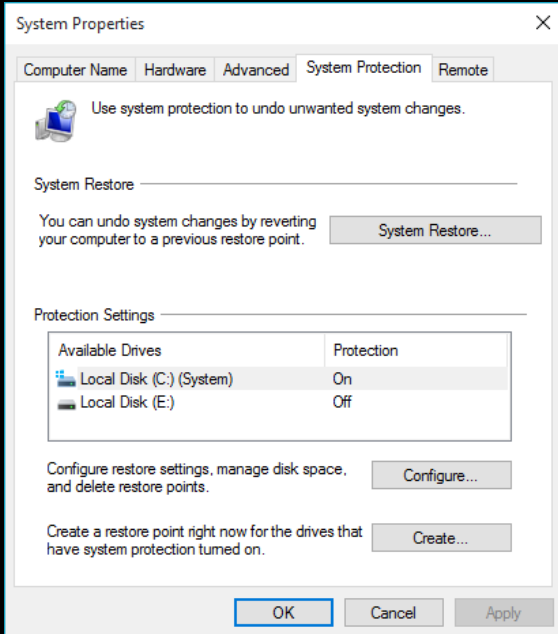 System Properties
Computer Name Hardware Advanced System Protection Remote
Use system protection to undo unwanted system changes.
System Restore
You can undo system changes by reverting
your computer to a previous restore point.
System Restore...
Protection Settings
Available Drives Protection
Local Disk (C:) (System) On
Local Disk (E:) Off
Configure restore settings, manage disk space,
and delete restore points.
Configure...
Create a restore point right now for the drives that
have system protection turned on.
Create...
OK Cancel Apply